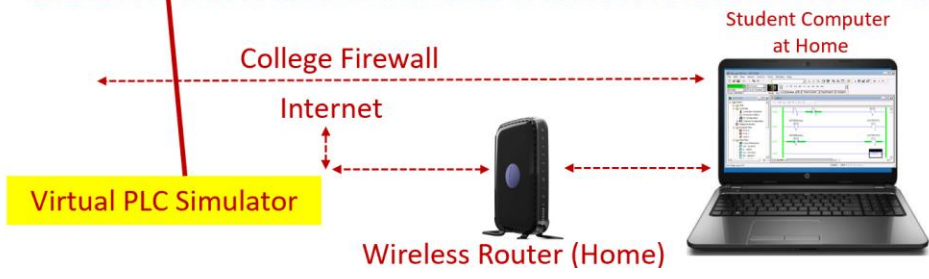 Student Computer
at Home
College Firewall
Internet
Virtual PLC Simulator
Wireless Router (Home)